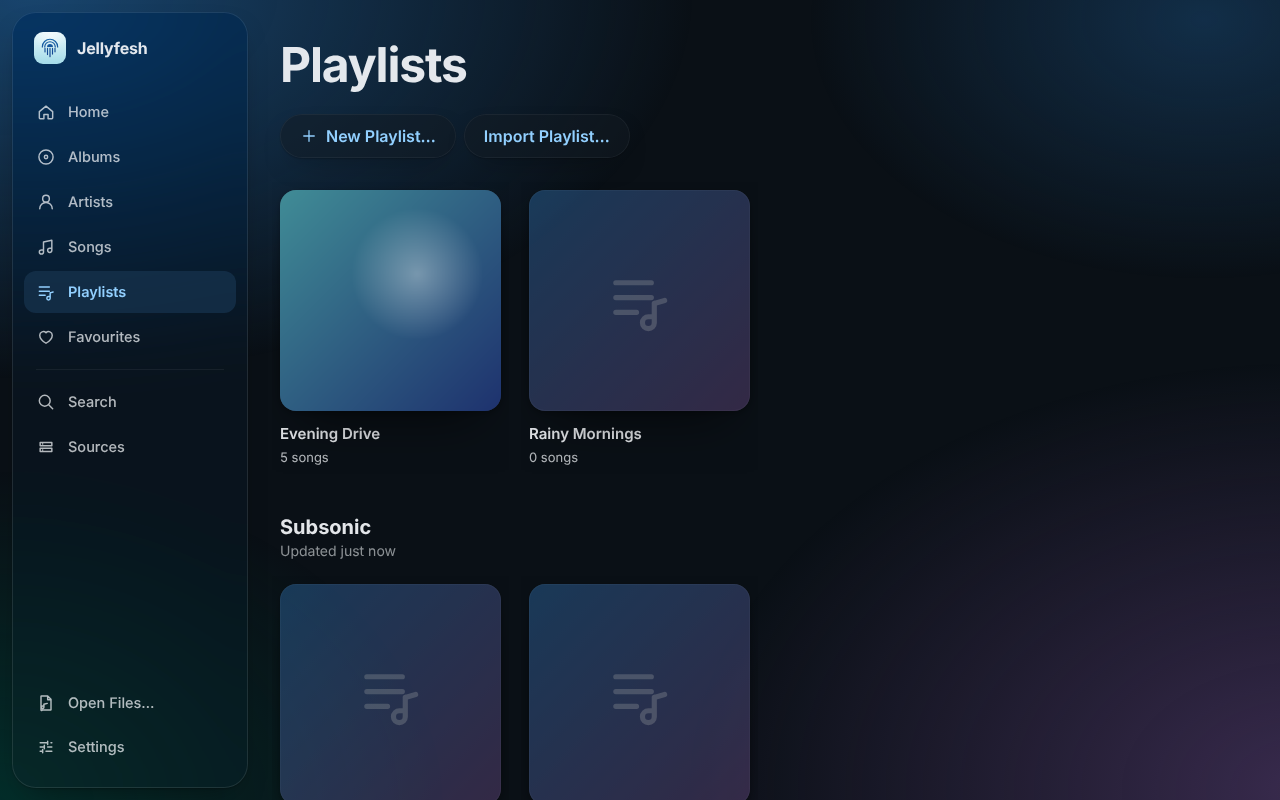 Jellyfesh
Home
Albums
Artists
Songs
Playlists
Favourites
Search
Sources
Open Files...
Settings
Playlists
New Playlist...
Import Playlist...
Evening Drive
5 songs
Rainy Mornings
0 songs
Subsonic
Updated just now